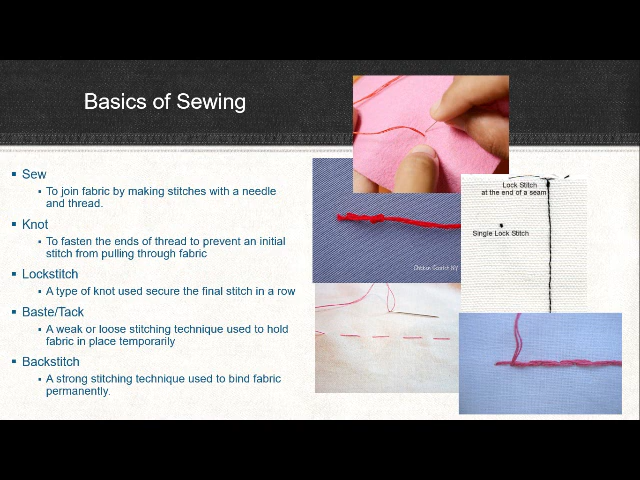 Basics of Sewing
Sew
To join fabric by making stitches with a needle
and thread.
Knot
To fasten the ends of thread to prevent an initial
stitch from pulling through fabric
Lockstitch
A type of knot used secure the final stitch in a row
Baste/Tack
A weak or loose stitching technique used to hold
fabric in place temporarily
Backstitch
A strong stitching technique used to bind fabric
permanently.
Lock Stitch
at the end of a seam
Single Lock Stitch